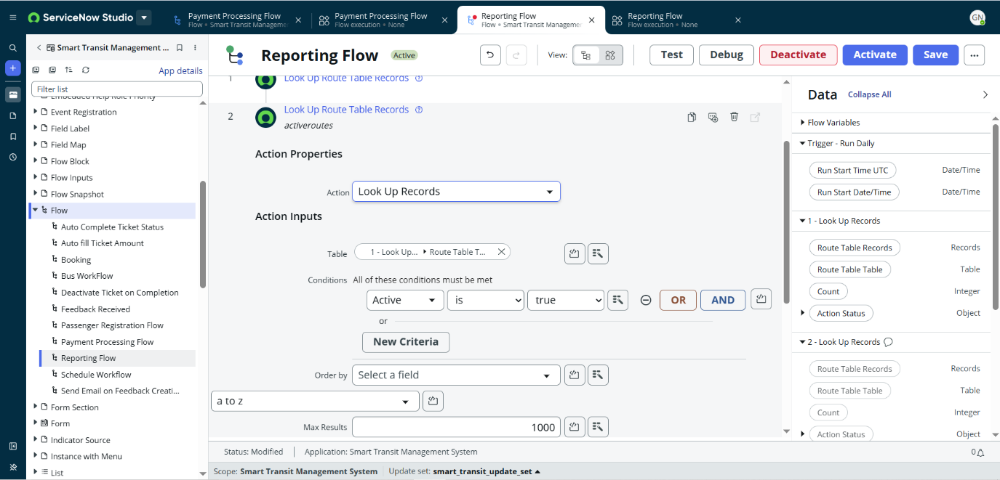 ServiceNow Studio
Payment Processing Flow
Flow • Smart Transit Manageme
Payment Processing Flow
Flow execution • None
Reporting Flow
Flow • Smart Transit Managemer
Reporting Flow
Flow execution • None
GN
Smart Transit Management ...
App details
Filter list
Embedded Help Role Priority
Event Registration
Field Label
Field Map
Flow Block
Flow Inputs
Flow Snapshot
Flow
Auto Complete Ticket Status
Auto fill Ticket Amount
Booking
Bus WorkFlow
Deactivate Ticket on Completion
Feedback Received
Passenger Registration Flow
Payment Processing Flow
Reporting Flow
Schedule Workflow
Send Email on Feedback Creati...
Form Section
Form
Indicator Source
Instance with Menu
List
Reporting Flow
Active
View:
Test
Debug
Deactivate
Activate
Save
...
1
Look Up Route Table Records
2
Look Up Route Table Records
activeroutes
Action Properties
Action
Look Up Records
Action Inputs
Table
1 - Look Up... Route Table T...
Conditions
All of these conditions must be met
Active
is
true
OR
AND
or
New Criteria
Order by
Select a field
a to z
Max Results
1000
Data
Collapse All
Flow Variables
Trigger - Run Daily
Run Start Time UTC Date/Time
Run Start Date/Time Date/Time
1 - Look Up Records
Route Table Records Records
Route Table Table Table
Count Integer
Action Status Object
2 - Look Up Records
Route Table Records Records
Route Table Table Table
Count Integer
Action Status Object
Status: Modified
Application: Smart Transit Management System
0
Scope: Smart Transit Management System
Update set: smart_transit_update_set